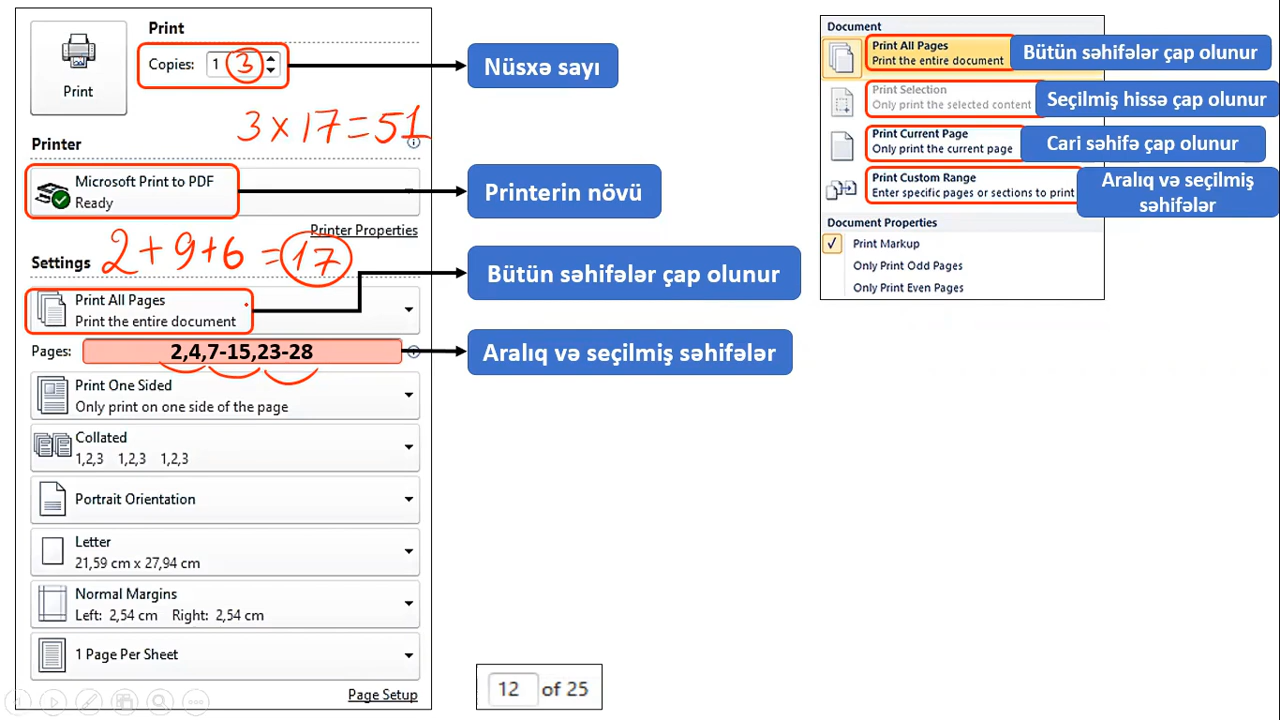 Print
Copies: 1 3
Print
Nüsxə sayı
3 x 17 = 51
Printer
Microsoft Print to PDF
Ready
Printerin növü
Printer Properties
2 + 9 + 6 = 17
Settings
Print All Pages
Print the entire document
Bütün səhifələr çap olunur
Pages: 2,4,7-15,23-28
Aralıq və seçilmiş səhifələr
Print One Sided
Only print on one side of the page
Collated
1,2,3 1,2,3 1,2,3
Portrait Orientation
Letter
21,59 cm x 27,94 cm
Normal Margins
Left: 2,54 cm Right: 2,54 cm
1 Page Per Sheet
Page Setup
12 of 25
Document
Print All Pages
Print the entire document
Bütün səhifələr çap olunur
Print Selection
Only print the selected content
Seçilmiş hissə çap olunur
Print Current Page
Only print the current page
Cari səhifə çap olunur
Print Custom Range
Enter specific pages or sections to print
Aralıq və seçilmiş
səhifələr
Document Properties
Print Markup
Only Print Odd Pages
Only Print Even Pages